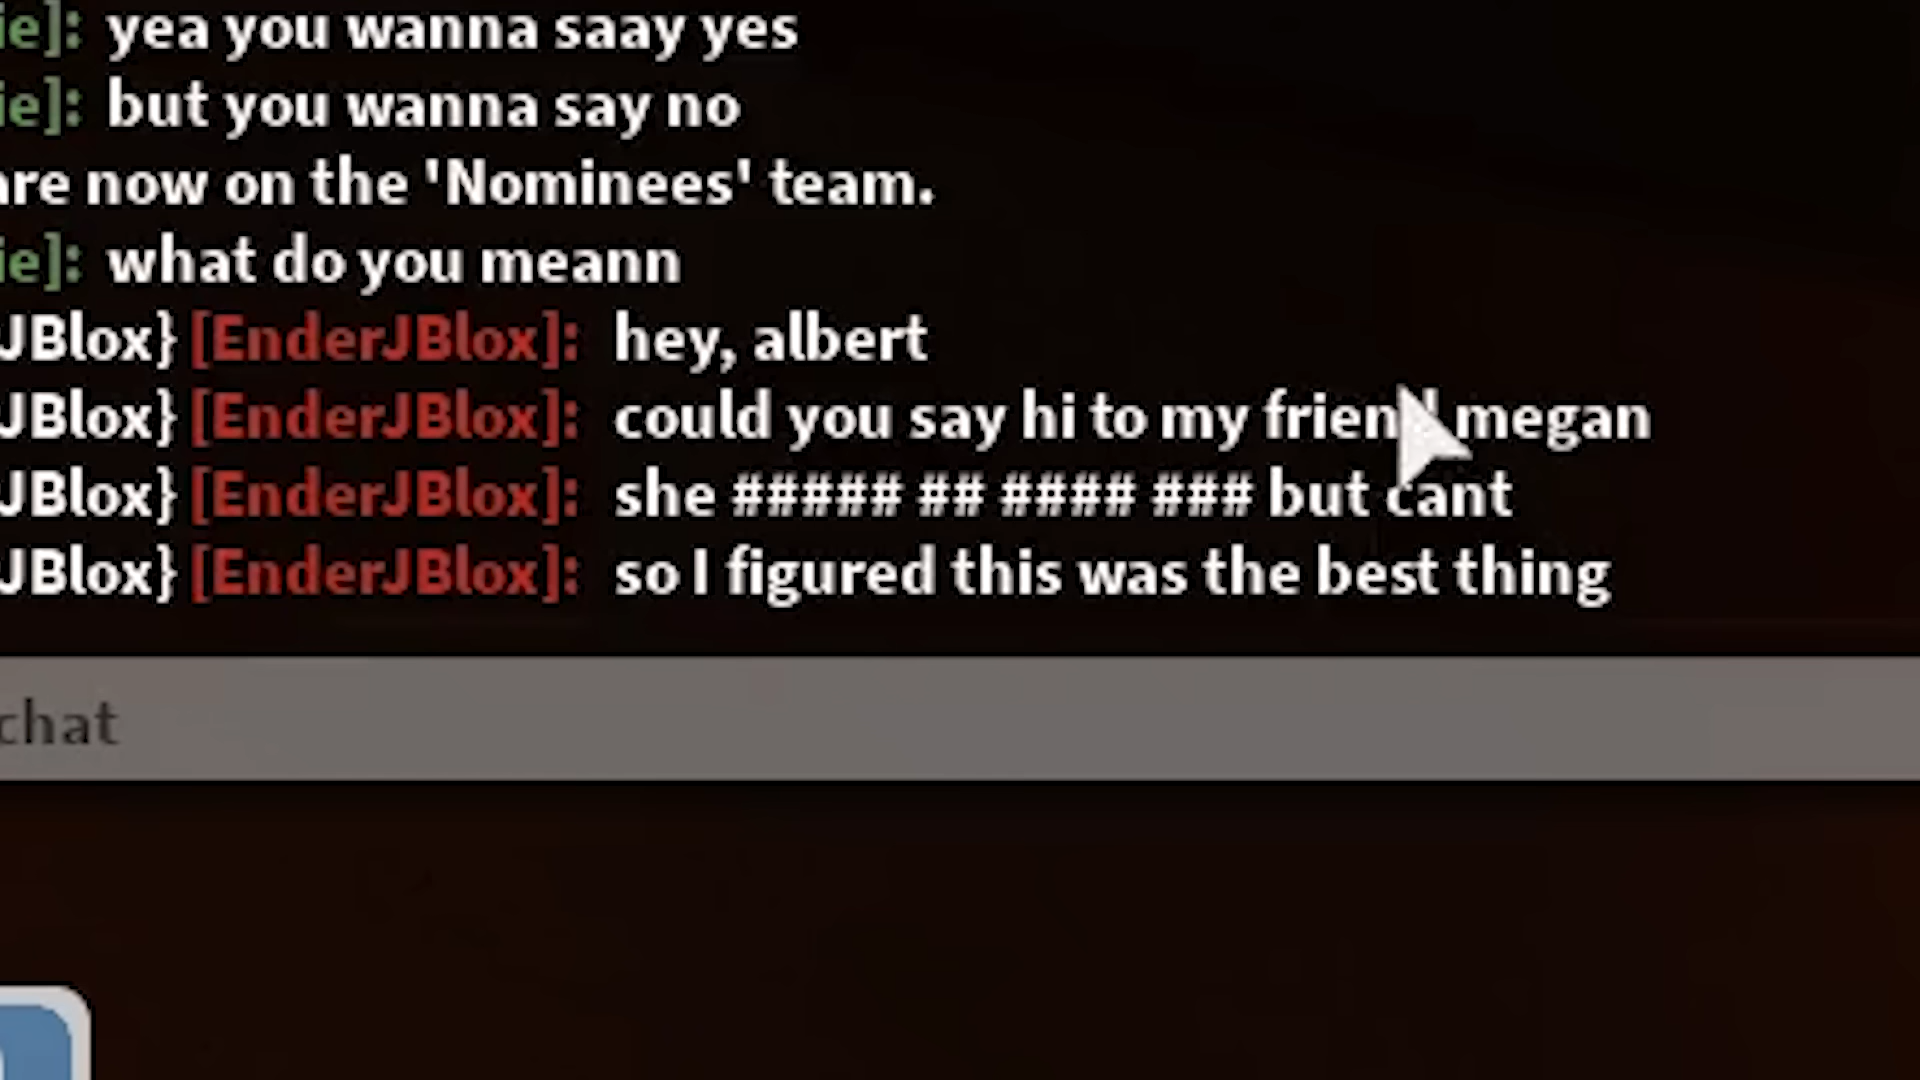 ie]: yea you wanna saay yes
ie]: but you wanna say no
are now on the 'Nominees' team.
ie]: what do you meann
JBlox} [EnderJBlox]: hey, albert
JBlox} [EnderJBlox]: could you say hi to my friend megan
JBlox} [EnderJBlox]: she ##### ## #### ### but cant
JBlox} [EnderJBlox]: so I figured this was the best thing
chat